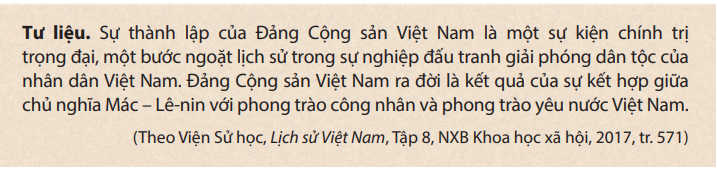 Tư liệu. Sự thành lập của Đảng Cộng sản Việt Nam là một sự kiện chính trị
trọng đại, một bước ngoặt lịch sử trong sự nghiệp đấu tranh giải phóng dân tộc của
nhân dân Việt Nam. Đảng Cộng sản Việt Nam ra đời là kết quả của sự kết hợp giữa
chủ nghĩa Mác – Lê-nin với phong trào công nhân và phong trào yêu nước Việt Nam.
(Theo Viện Sử học, Lịch sử Việt Nam, Tập 8, NXB Khoa học xã hội, 2017, tr. 571)